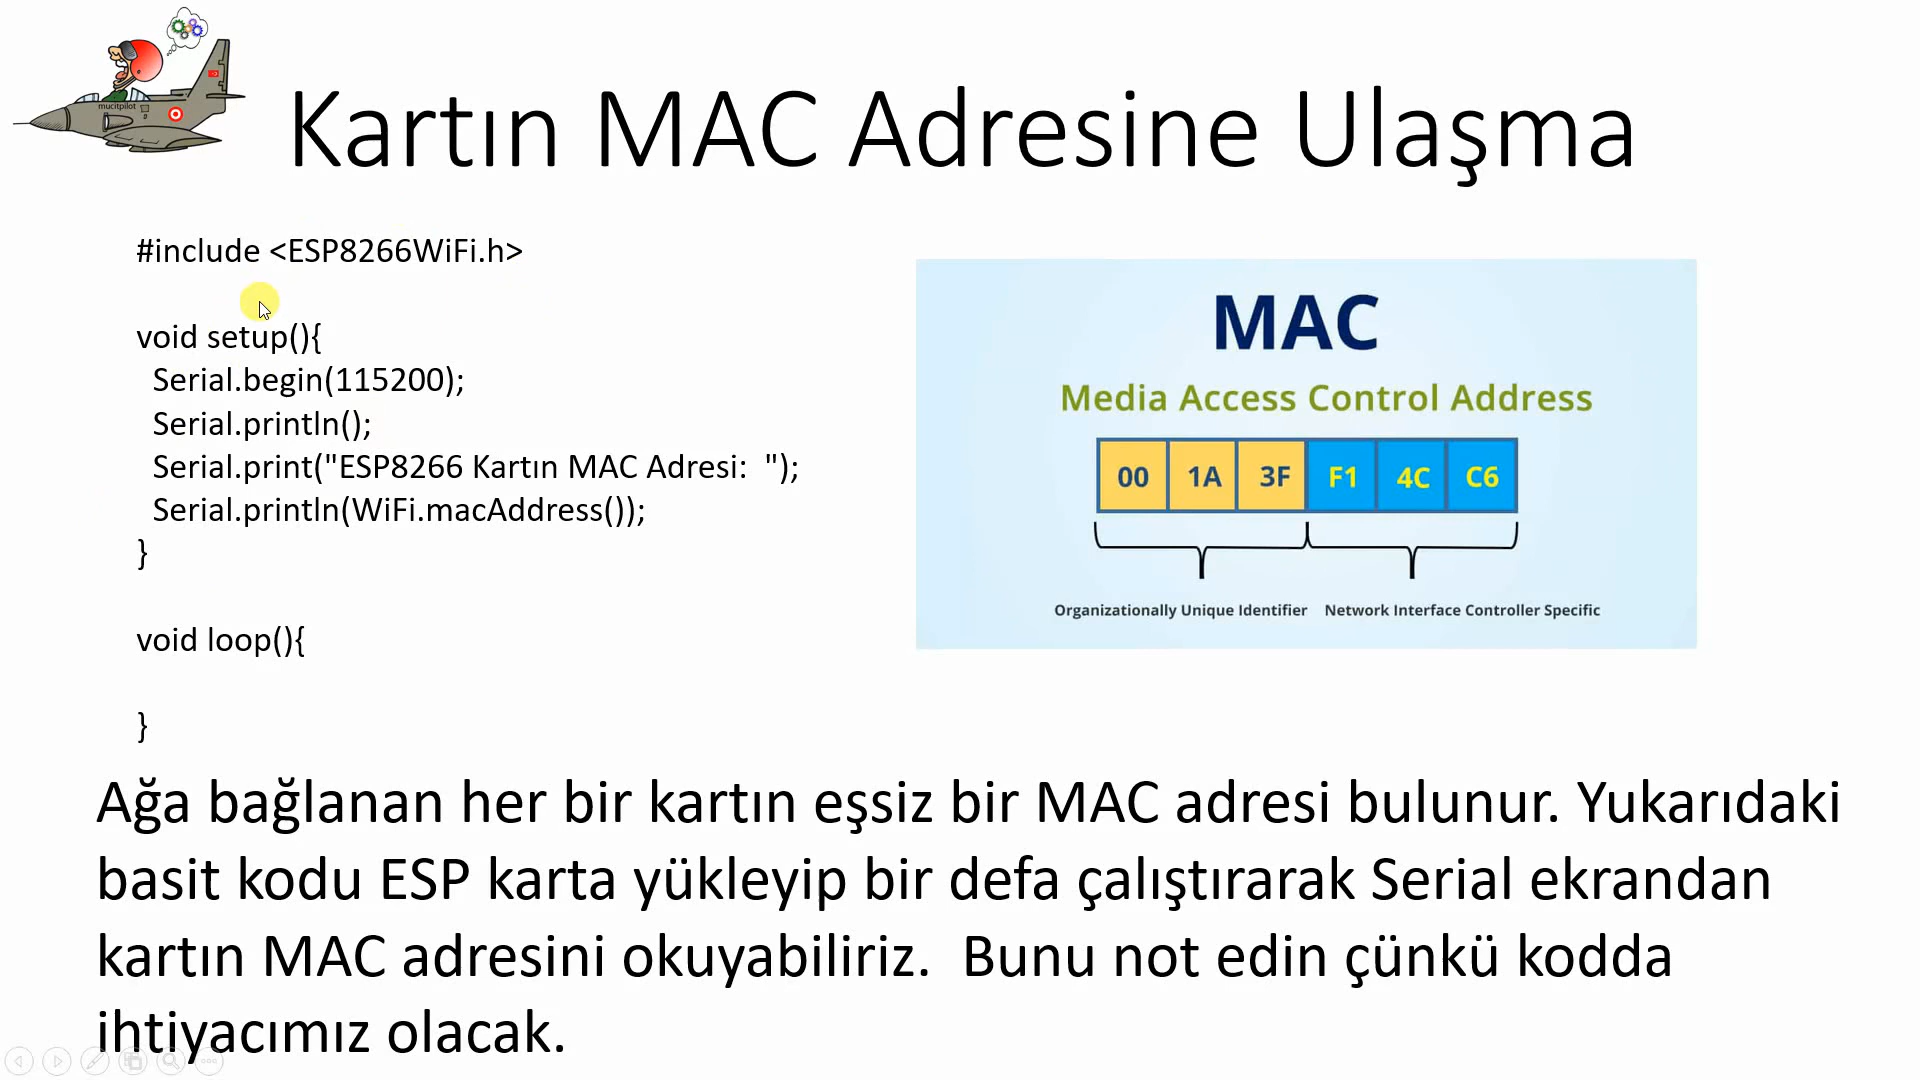 mucitpilot
Kartın MAC Adresine Ulaşma
#include <ESP8266WiFi.h>
void setup(){
Serial.begin(115200);
Serial.println();
Serial.print("ESP8266 Kartın MAC Adresi:  ");
Serial.println(WiFi.macAddress());
}
void loop(){
}
MAC
Media Access Control Address
00 1A 3F F1 4C C6
Organizationally Unique Identifier Network Interface Controller Specific
Ağa bağlanan her bir kartın eşsiz bir MAC adresi bulunur. Yukarıdaki
basit kodu ESP karta yükleyip bir defa çalıştırarak Serial ekrandan
kartın MAC adresini okuyabiliriz.  Bunu not edin çünkü kodda
ihtiyacımız olacak.